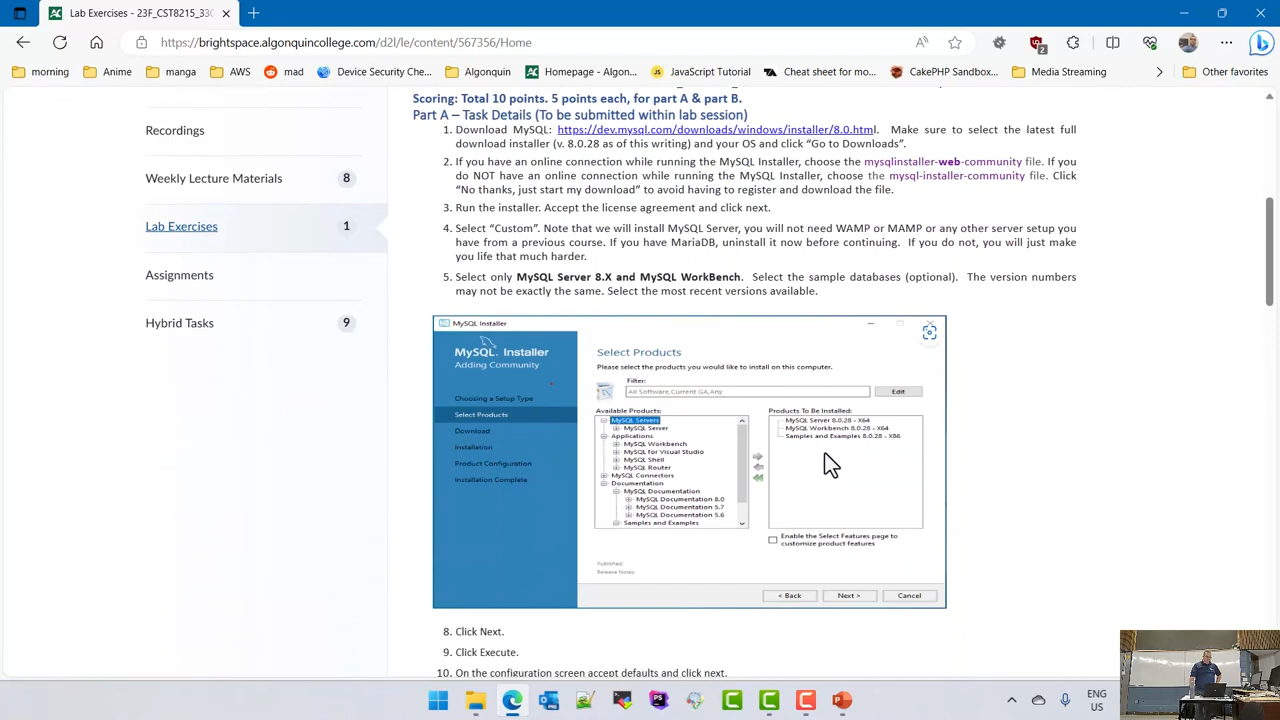 Lab Exercises - 23F_CST8215_330
https://brightspace.algonquincollege.com/d2l/le/content/567356/Home
2
morning
Anime
manga
AWS
mad
Device Security Che...
Algonquin
Homepage - Algon...
JavaScript Tutorial
Cheat sheet for mo...
CakePHP Sandbox...
Media Streaming
Other favorites
Recordings
Weekly Lecture Materials 8
Lab Exercises 1
Assignments
Hybrid Tasks 9
Scoring: Total 10 points. 5 points each, for part A & part B.
Part A – Task Details (To be submitted within lab session)
1. Download MySQL: https://dev.mysql.com/downloads/windows/installer/8.0.html. Make sure to select the latest full
download installer (v. 8.0.28 as of this writing) and your OS and click “Go to Downloads”.
2. If you have an online connection while running the MySQL Installer, choose the mysqlinstaller-web-community file. If you
do NOT have an online connection while running the MySQL Installer, choose the mysql-installer-community file. Click
“No thanks, just start my download” to avoid having to register and download the file.
3. Run the installer. Accept the license agreement and click next.
4. Select “Custom”. Note that we will install MySQL Server, you will not need WAMP or MAMP or any other server setup you
have from a previous course. If you have MariaDB, uninstall it now before continuing. If you do not, you will just make
you life that much harder.
5. Select only MySQL Server 8.X and MySQL WorkBench. Select the sample databases (optional). The version numbers
may not be exactly the same. Select the most recent versions available.
MySQL Installer
MySQL. Installer
Adding Community
Choosing a Setup Type
Select Products
Download
Installation
Product Configuration
Installation Complete
Select Products
Please select the products you would like to install on this computer.
Filter:
All Software,Current GA,Any
Edit
Available Products:
MySQL Servers
MySQL Server
Applications
MySQL Workbench
MySQL for Visual Studio
MySQL Shell
MySQL Router
MySQL Connectors
Documentation
MySQL Documentation
MySQL Documentation 8.0
MySQL Documentation 5.7
MySQL Documentation 5.6
Samples and Examples
Products To Be Installed:
MySQL Server 8.0.28 - X64
MySQL Workbench 8.0.28 - X64
Samples and Examples 8.0.28 - X86
Enable the Select Features page to
customize product features
Published:
Release Notes:
< Back
Next >
Cancel
8. Click Next.
9. Click Execute.
10. On the configuration screen accept defaults and click next.
PS
ENG
US